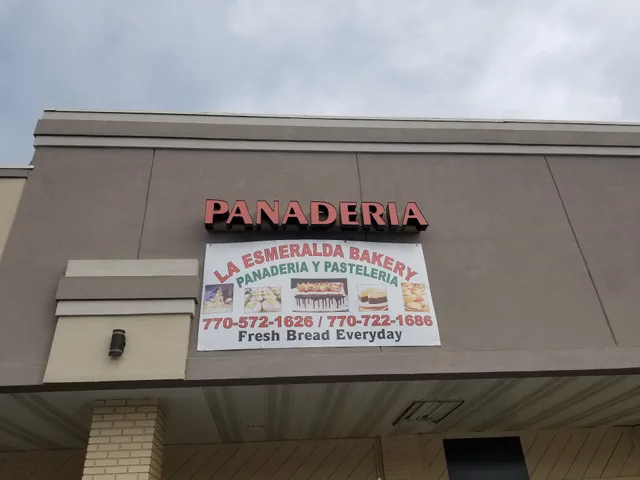 PANADERIA
LA ESMERALDA BAKERY
PANADERIA Y PASTELERIA
770-572-1626 / 770-722-1686
Fresh Bread Everyday